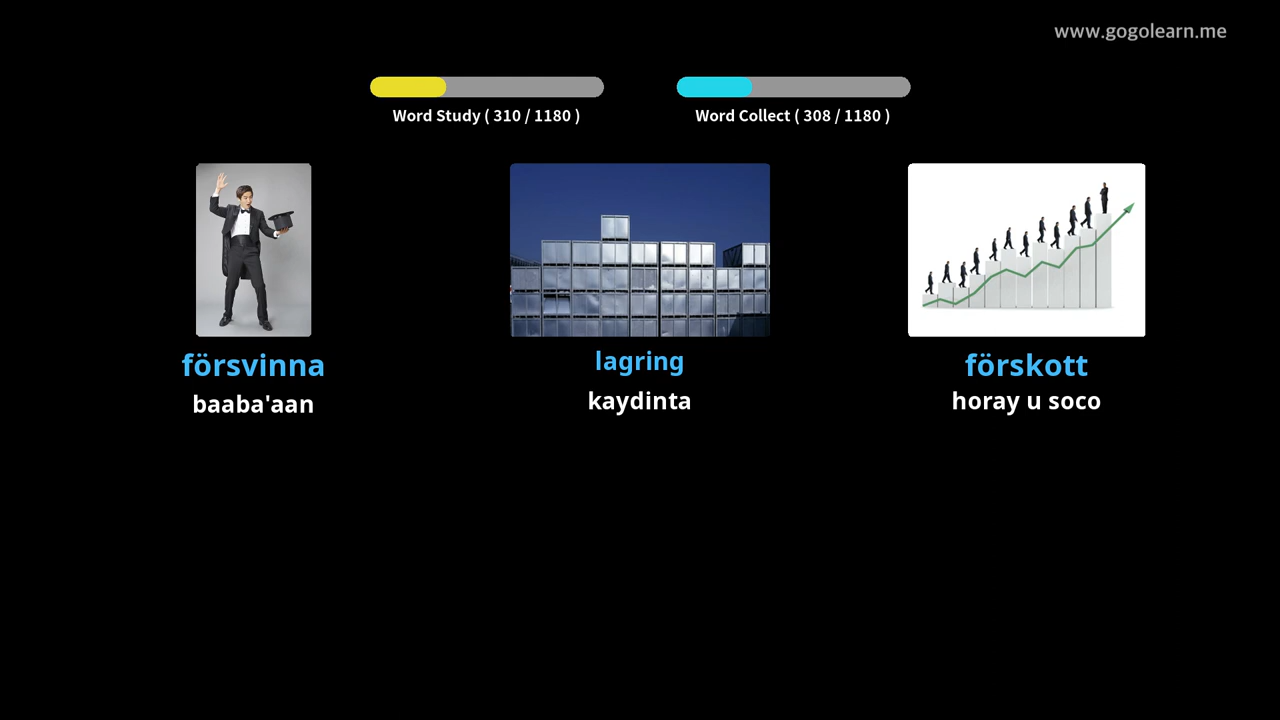 www.gogolearn.me
Word Study ( 310 / 1180 )
Word Collect ( 308 / 1180 )
försvinna
baaba'aan
lagring
kaydinta
förskott
horay u soco